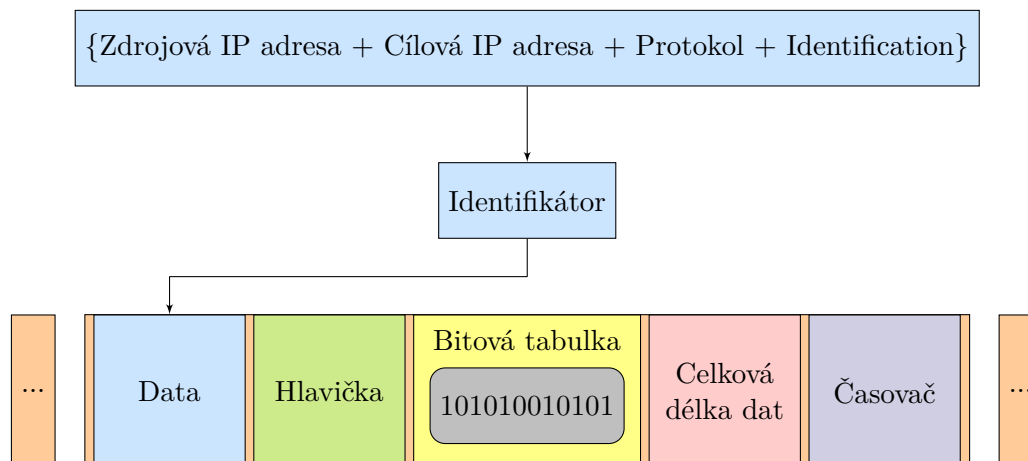 {Zdrojová IP adresa + Cílová IP adresa + Protokol + Identification}
Identifikátor
...
Data
Hlavička
Bitová tabulka
101010010101
Celková
délka dat
Časovač
...